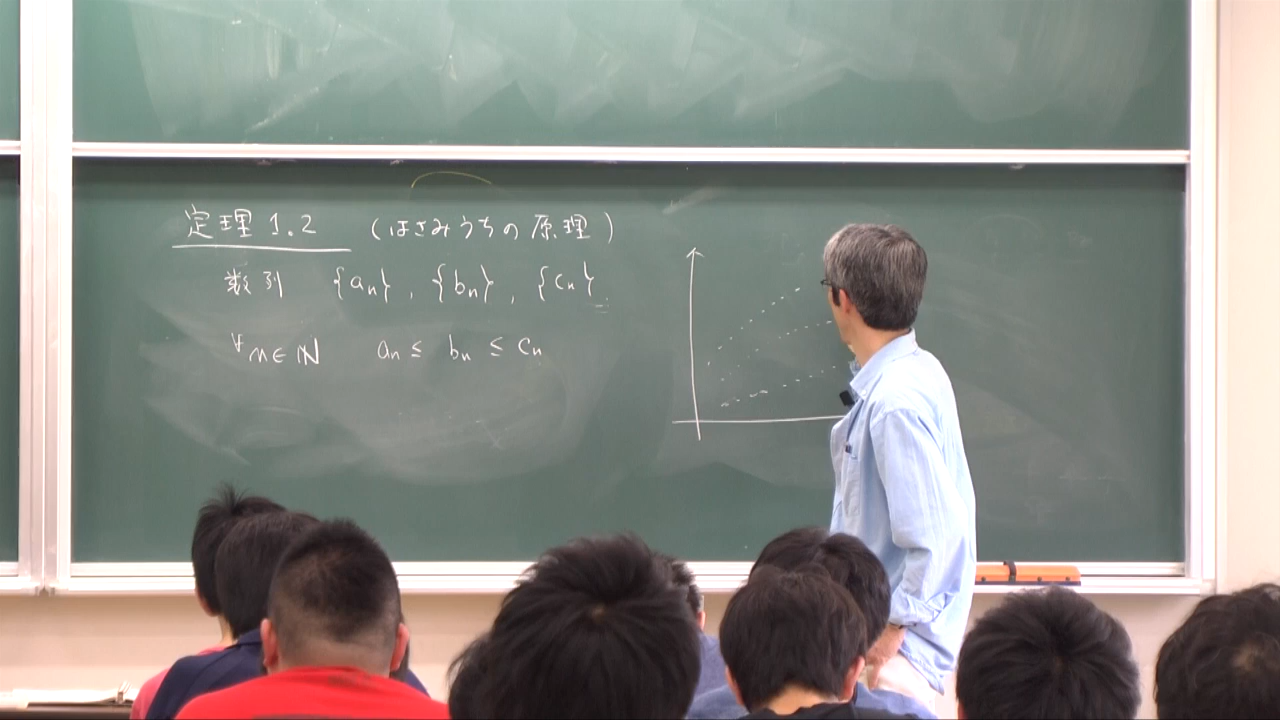 定理 1.2 (はさみうちの原理)
数列 {aₙ}, {bₙ}, {cₙ}
∀n∈ℕ aₙ ≤ bₙ ≤ cₙ